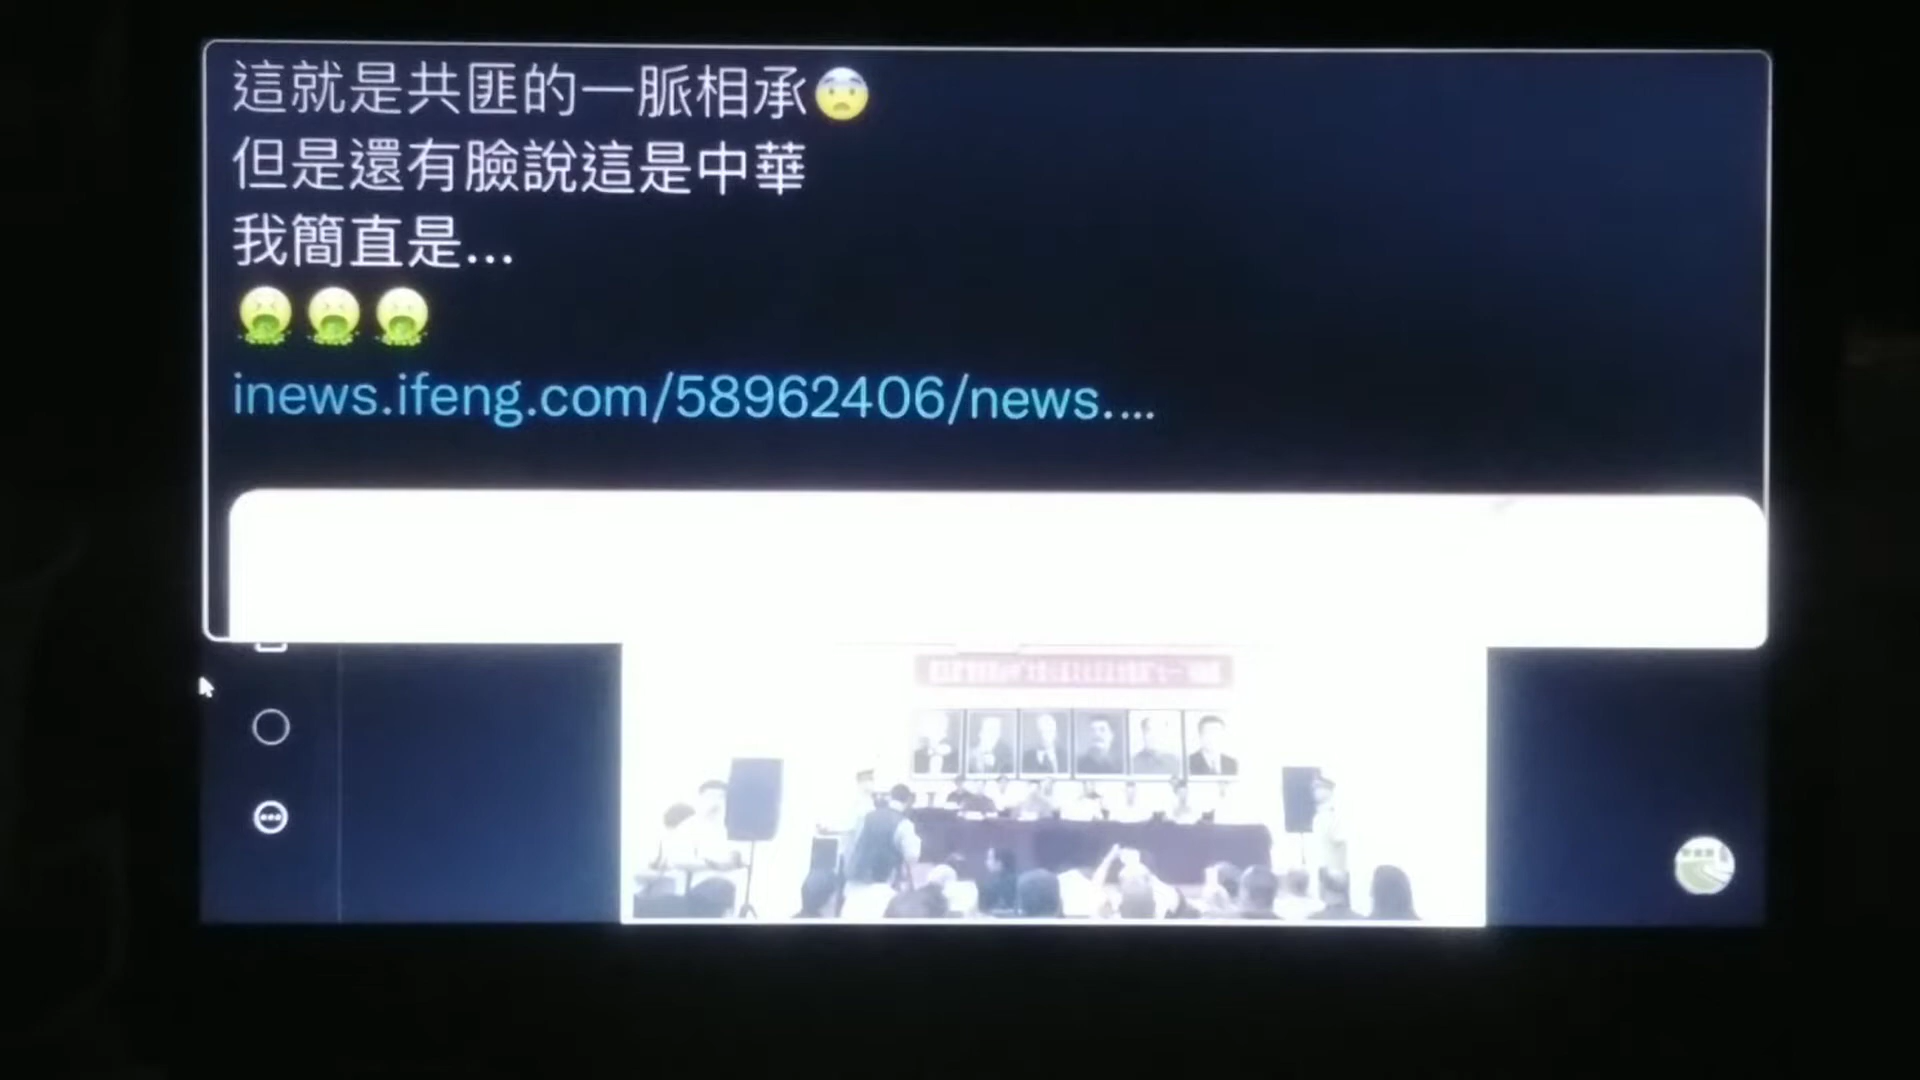 這就是共匪的一脈相承😨
但是還有臉說這是中華
我簡直是...
🤮🤮🤮
inews.ifeng.com/58962406/news....